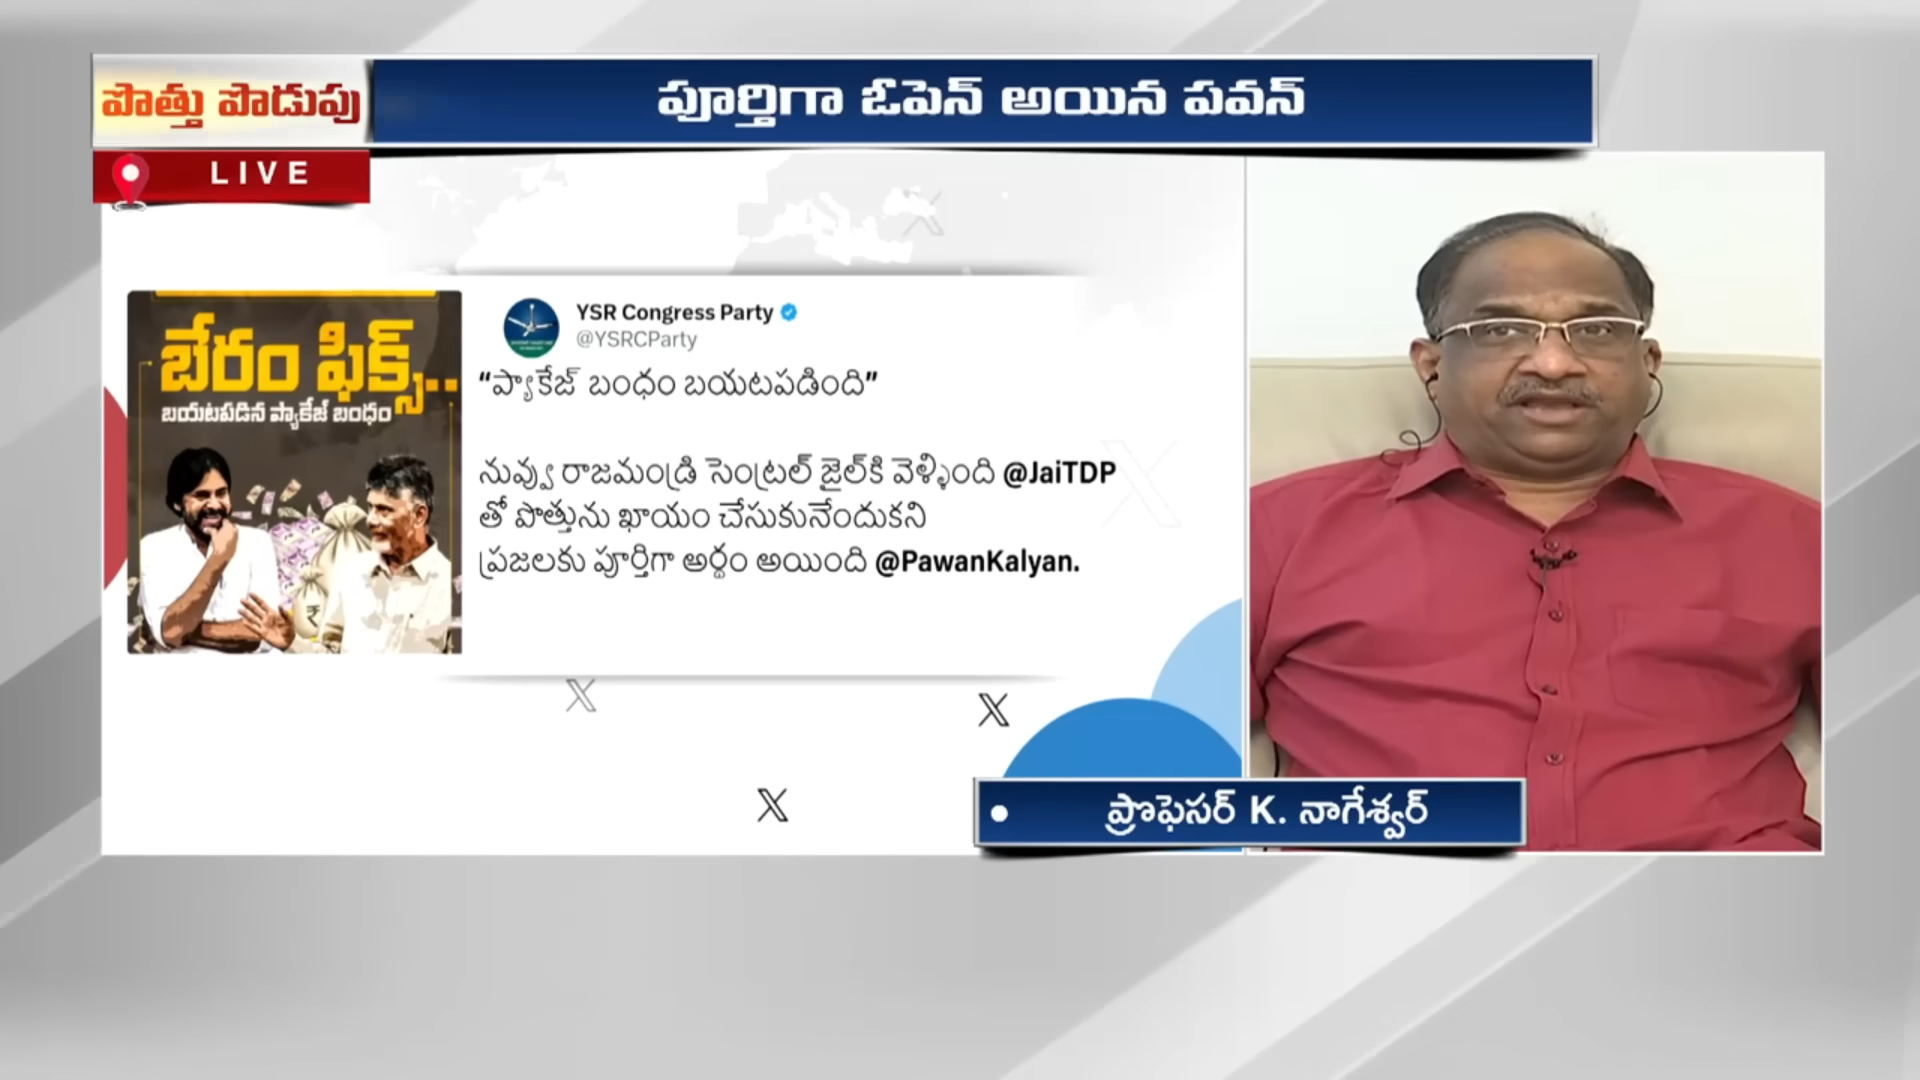 పొత్తు పొడుపు
పూర్తిగా ఓపెన్ అయిన పవన్
LIVE
బేరం ఫిక్స్..
బయటపడిన ప్యాకేజ్ బంధం
YSR Congress Party
@YSRCParty
“ప్యాకేజ్ బంధం బయటపడింది”
నువ్వు రాజమండ్రి సెంట్రల్ జైల్‌కి వెళ్ళింది @JaiTDP
తో పొత్తును ఖాయం చేసుకునేందుకని
ప్రజలకు పూర్తిగా అర్థం అయింది @PawanKalyan.
ప్రొఫెసర్ K. నాగేశ్వర్